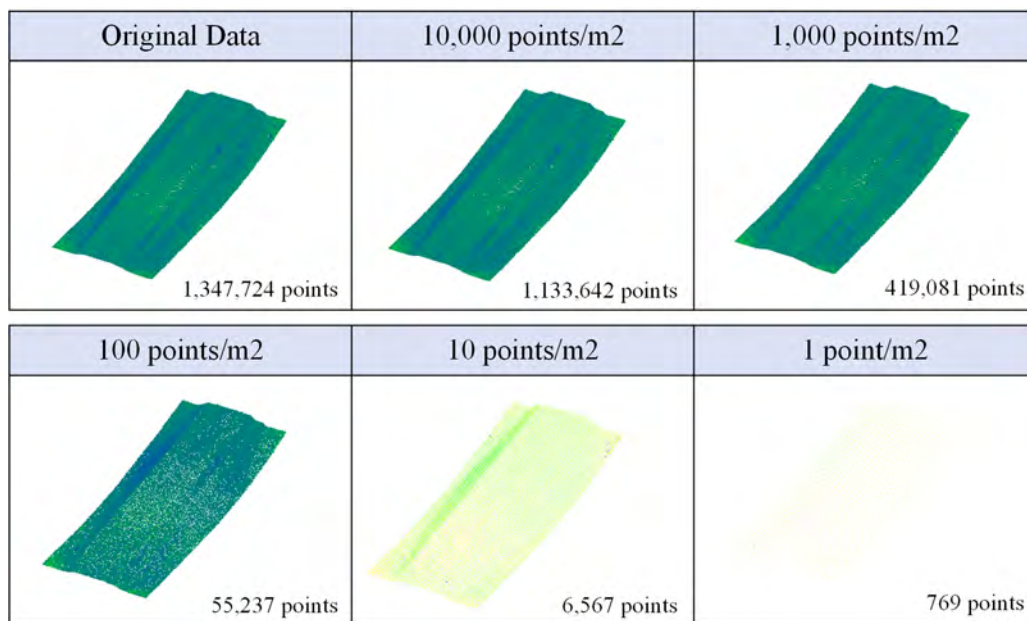 Original Data
10,000 points/m2
1,000 points/m2
1,347,724 points
1,133,642 points
419,081 points
100 points/m2
10 points/m2
1 point/m2
55,237 points
6,567 points
769 points